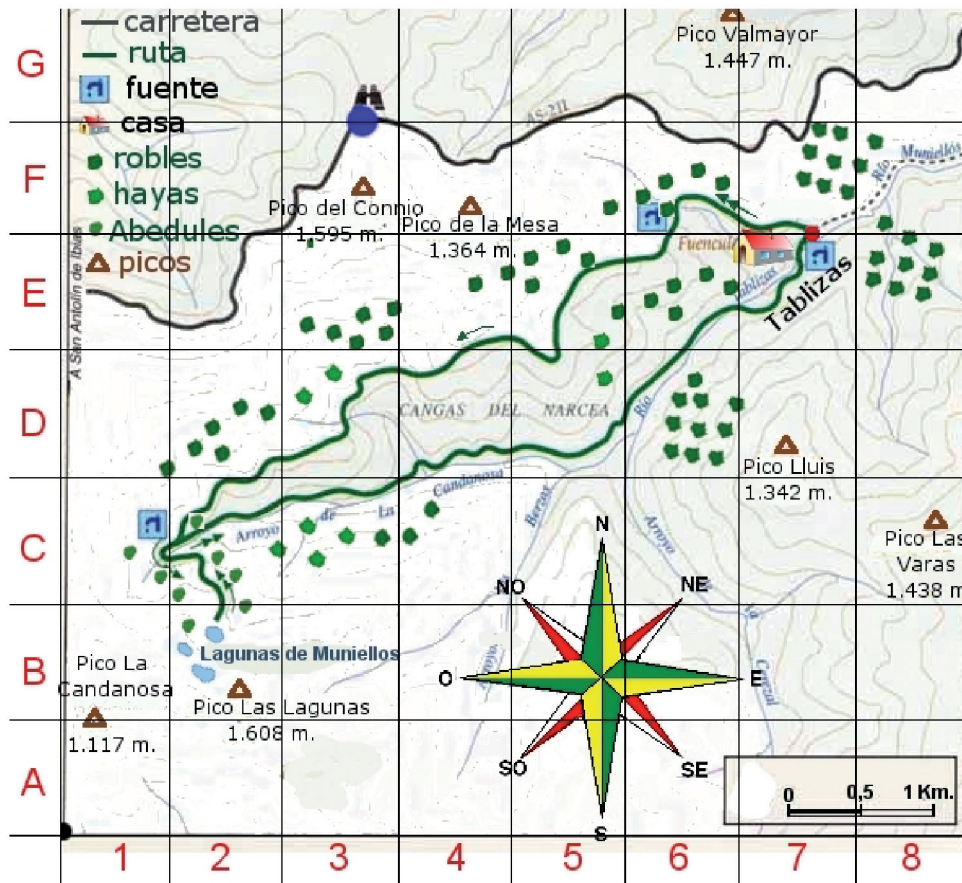 carretera
ruta
fuente
casa
robles
hayas
Abedules
picos
G
F
E
D
C
B
A
1
2
3
4
5
6
7
8
Pico Valmayor
1.447 m.
AS-211
Río Muniellos
Pico del Connio
1.595 m.
Pico de la Mesa
1.364 m.
A San Antolín de Ibias
Tablizas
Tablizas
CANGAS DEL NARCEA
Río
Pico Lluis
1.342 m.
Arroyo de La Candanosa
Arroyo
Berzas
Arroyo la
Pico Las
Varas
1.438 m
N
NO
NE
O
E
SO
SE
S
Lagunas de Muniellos
Pico La
Candanosa
1.117 m.
Pico Las Lagunas
1.608 m.
0 0,5 1 Km.